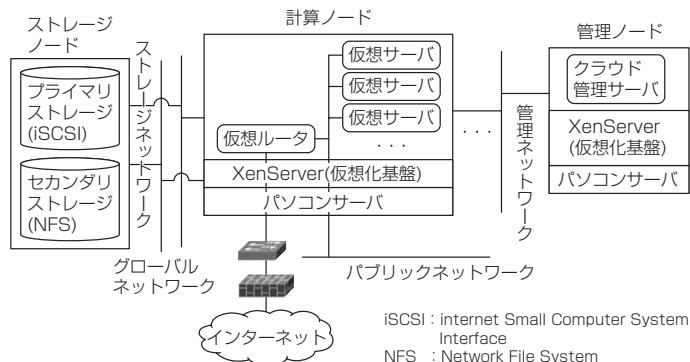 ストレージ
ノード
プライマリ
ストレージ
(iSCSI)
セカンダリ
ストレージ
(NFS)
ストレージネットワーク
グローバル
ネットワーク
計算ノード
仮想サーバ
仮想サーバ
仮想サーバ
. . .
仮想ルータ
XenServer(仮想化基盤)
パソコンサーバ
. . .
パブリックネットワーク
インターネット
管理ネットワーク
管理ノード
クラウド
管理サーバ
XenServer
(仮想化基盤)
パソコンサーバ
iSCSI : internet Small Computer System
Interface
NFS : Network File System